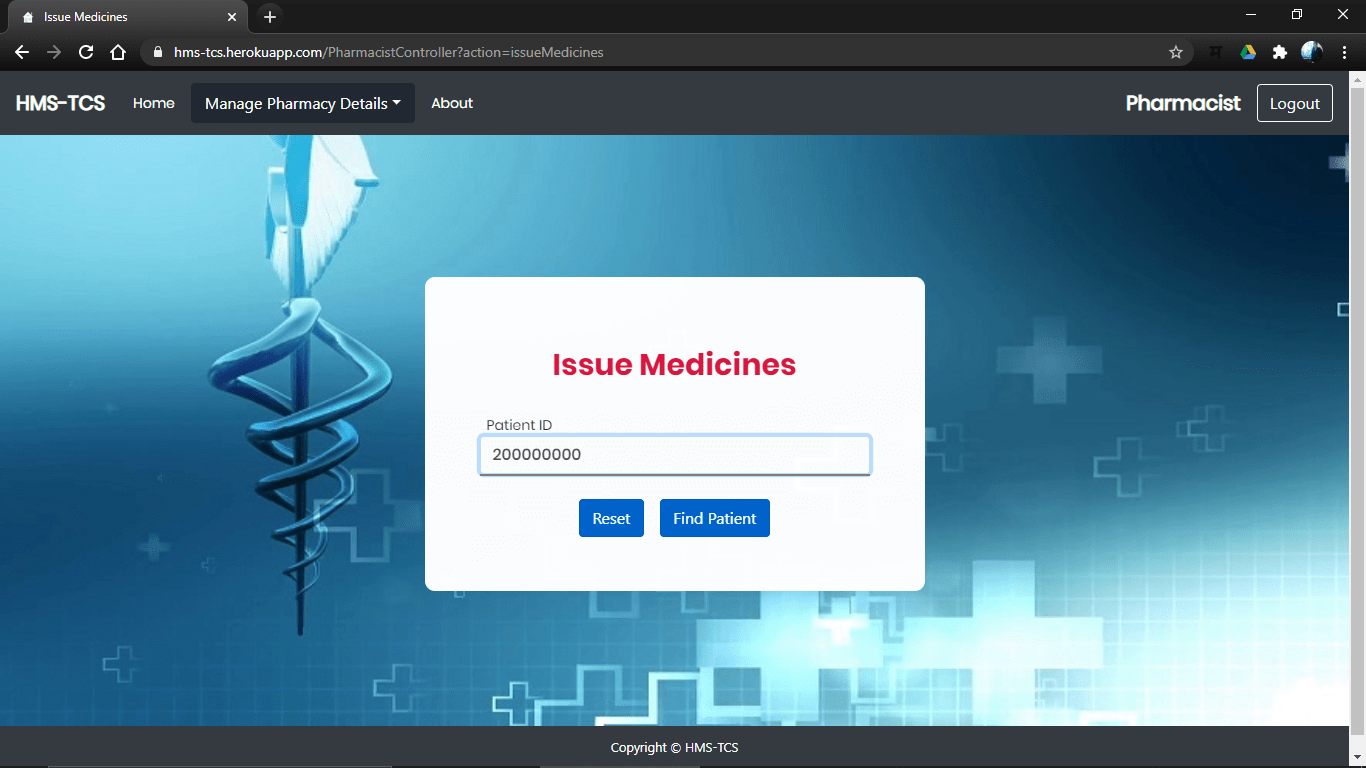 Issue Medicines
hms-tcs.herokuapp.com/PharmacistController?action=issueMedicines
HMS-TCS Home Manage Pharmacy Details About Pharmacist Logout
Issue Medicines
Patient ID
200000000
Reset Find Patient
Copyright © HMS-TCS